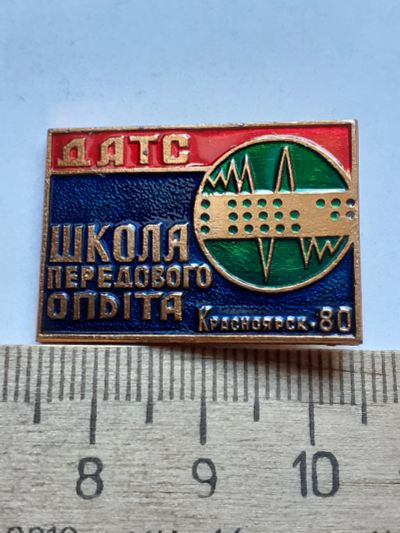 ДАТС
ШКОЛА
ПЕРЕДОВОГО
ОПЫТА
КРАСНОЯРСК·80
8 9 10